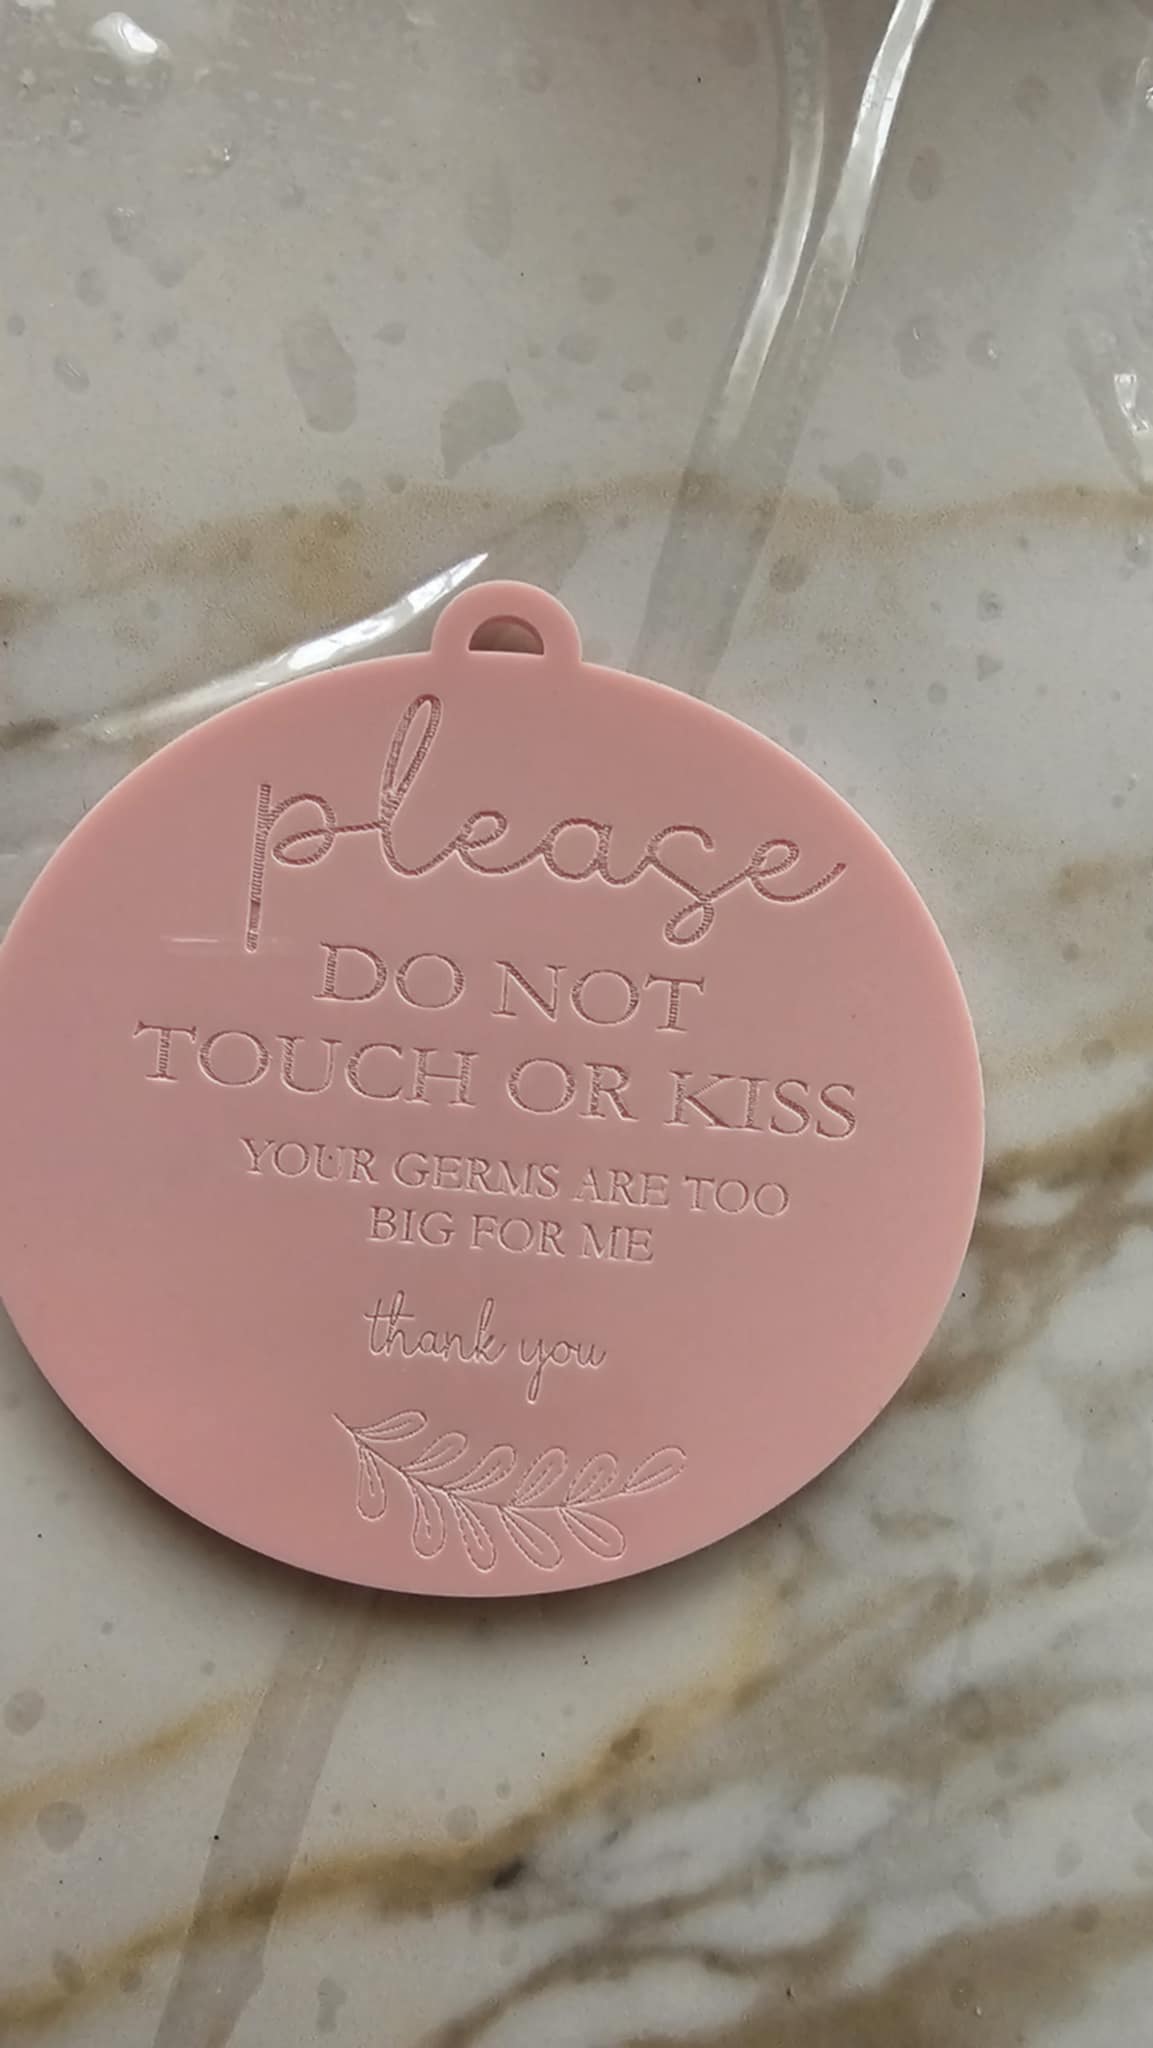 please
DO NOT
TOUCH OR KISS
YOUR GERMS ARE TOO
BIG FOR ME
thank you